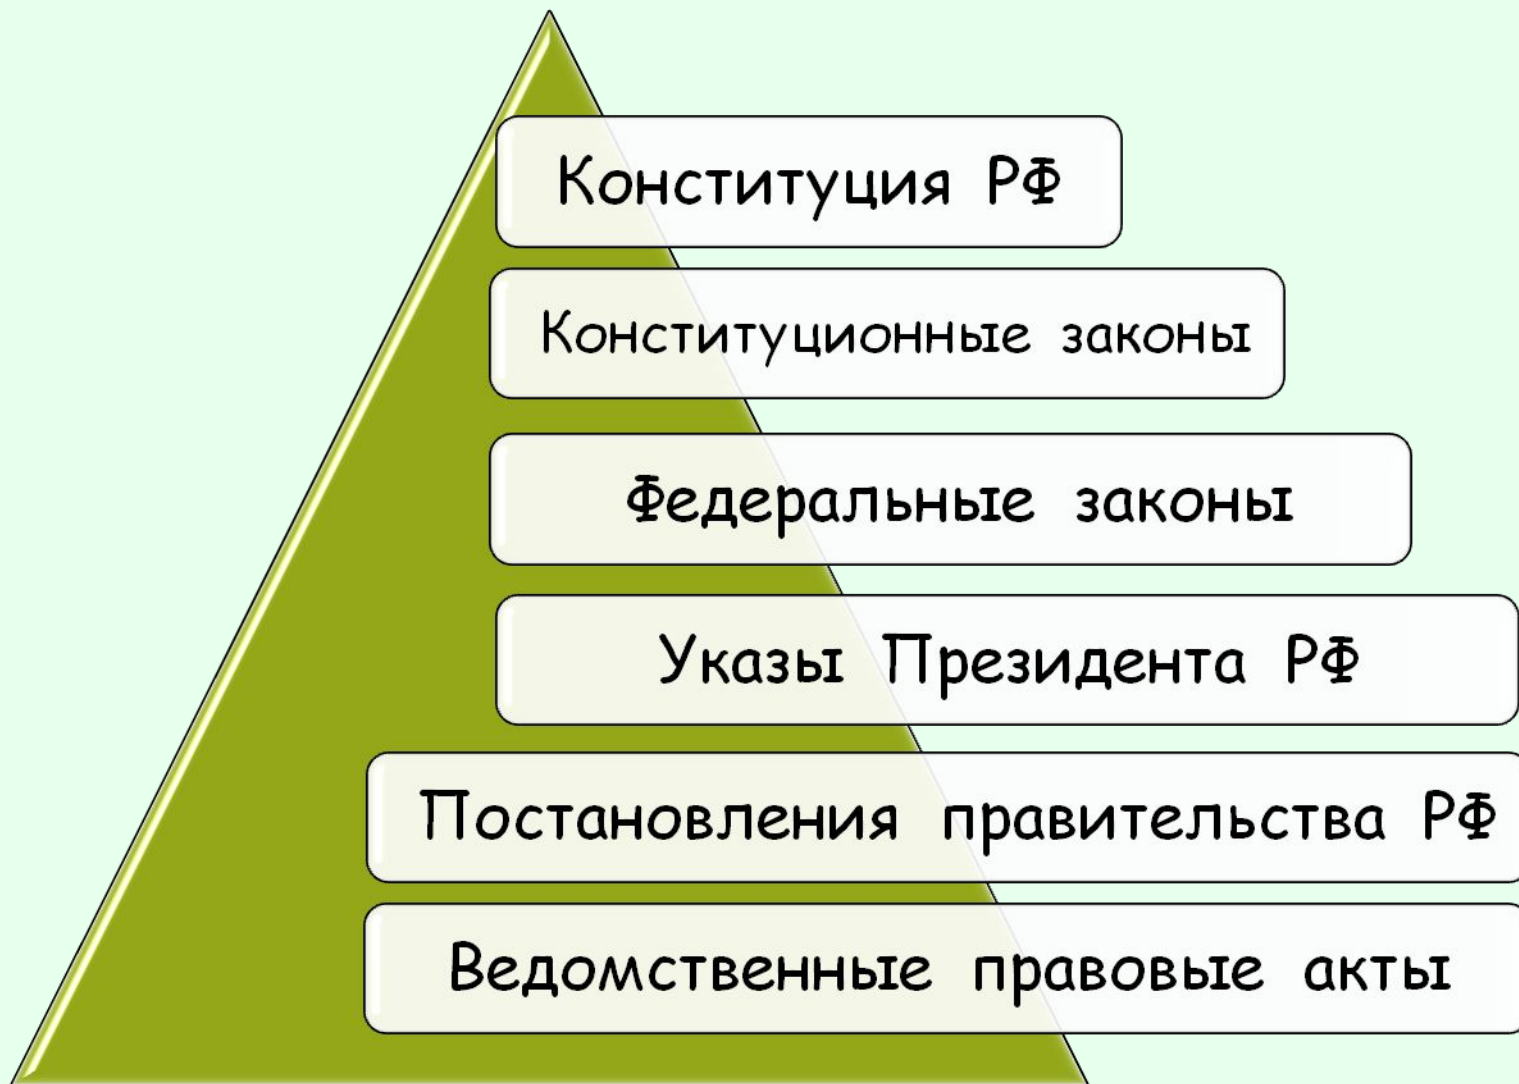 Конституция РФ
Конституционные законы
Федеральные законы
Указы Президента РФ
Постановления правительства РФ
Ведомственные правовые акты